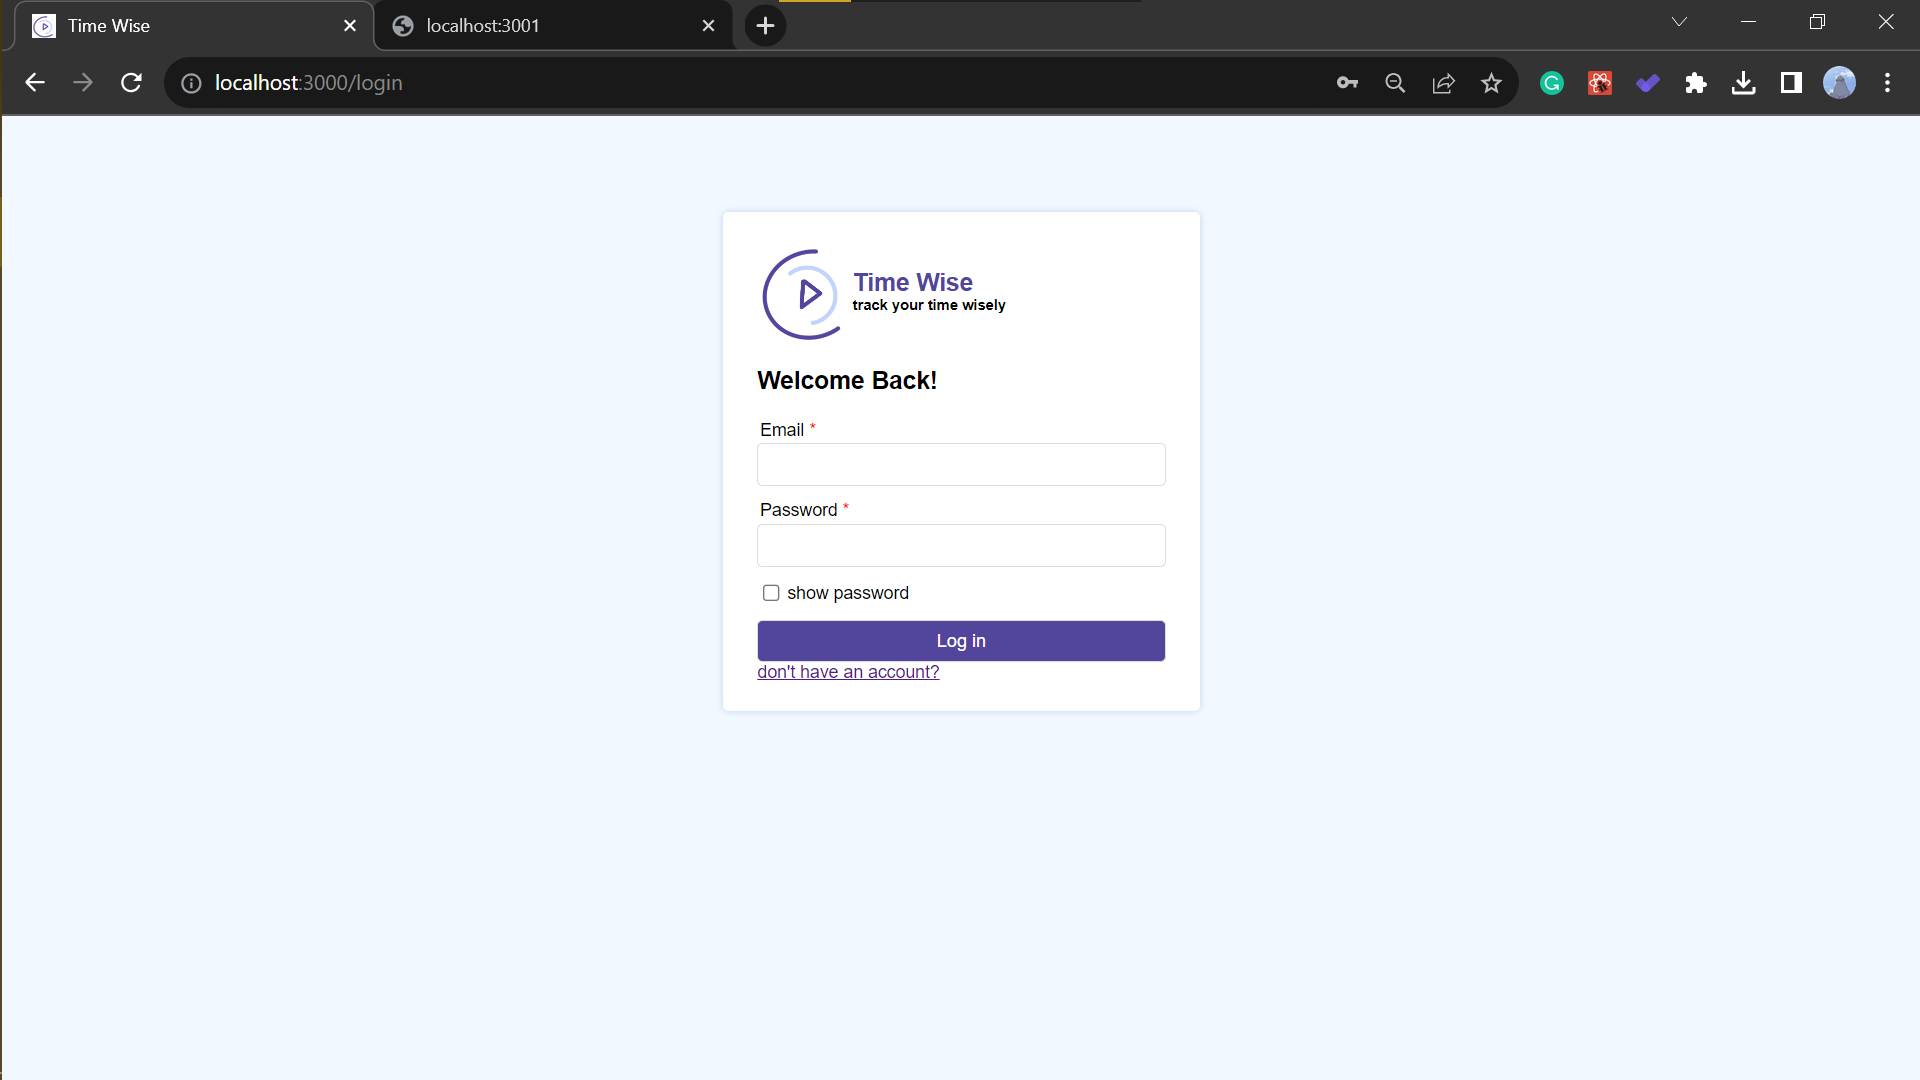 Time Wise
localhost:3001
localhost:3000/login
Time Wise
track your time wisely
Welcome Back!
Email *
Password *
show password
Log in
don't have an account?